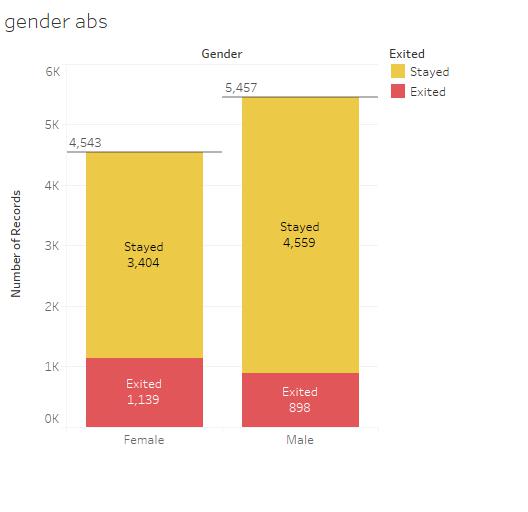 gender abs
Gender
Exited
Stayed
Exited
6K
5K
4K
3K
2K
1K
0K
Number of Records
4,543
5,457
Stayed
3,404
Stayed
4,559
Exited
1,139
Exited
898
Female
Male